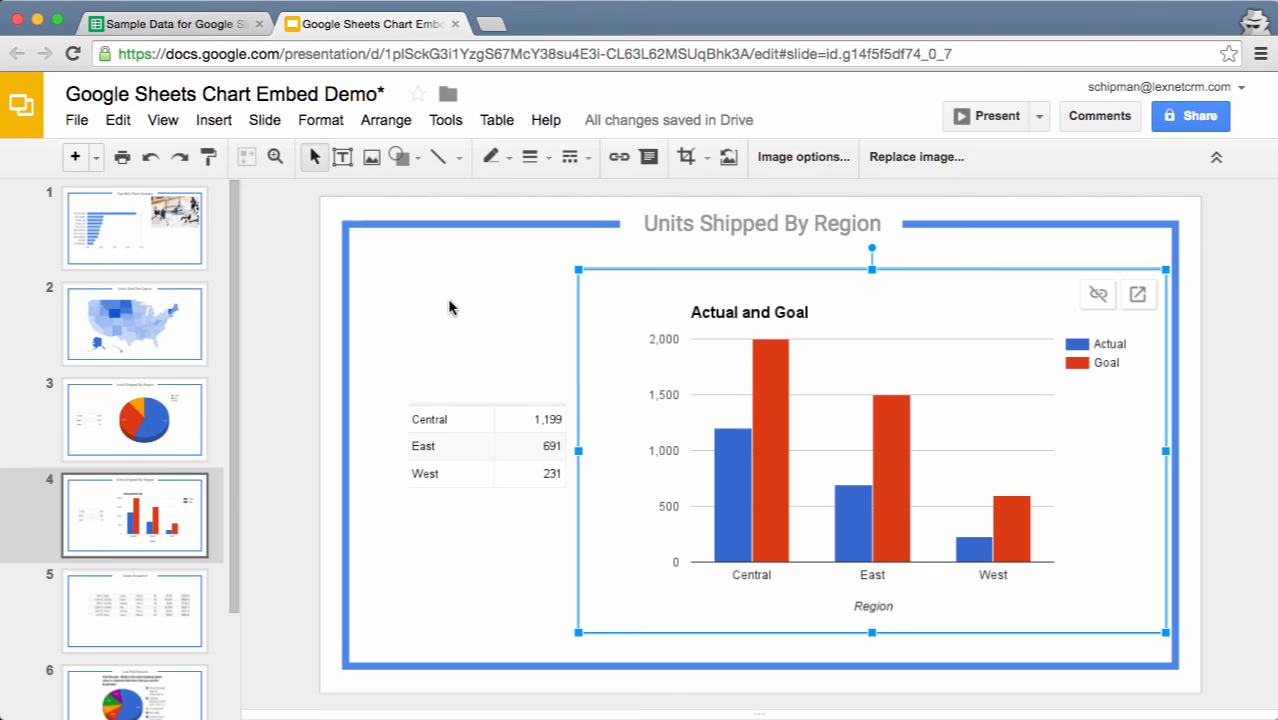 Sample Data for Google Sl
Google Sheets Chart Embe
https://docs.google.com/presentation/d/1plSckG3i1YzgS67McY38su4E3i-CL63L62MSUqBhK3A/edit#slide=id.g14f5f5df74_0_7
Google Sheets Chart Embed Demo*
schipman@lexnetcrm.com
File Edit View Insert Slide Format Arrange Tools Table Help All changes saved in Drive
Present Comments Share
Image options... Replace image...
1
Units Shipped By Region
2
Actual and Goal
2,000
Actual
Goal
3
1,500
Central 1,199
East 691
1,000
West 231
4
500
0
Central East West
5
Region
6